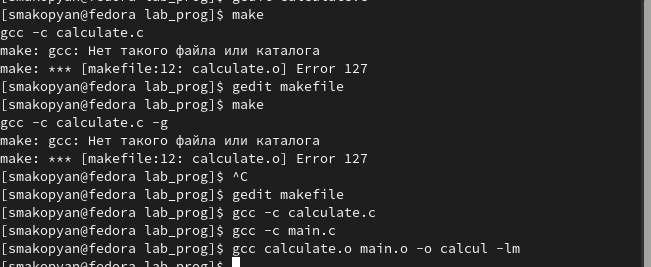 [smakopyan@fedora lab_prog]$ make
gcc -c calculate.c
make: gcc: Нет такого файла или каталога
make: *** [makefile:12: calculate.o] Error 127
[smakopyan@fedora lab_prog]$ gedit makefile
[smakopyan@fedora lab_prog]$ make
gcc -c calculate.c -g
make: gcc: Нет такого файла или каталога
make: *** [makefile:12: calculate.o] Error 127
[smakopyan@fedora lab_prog]$ ^C
[smakopyan@fedora lab_prog]$ gedit makefile
[smakopyan@fedora lab_prog]$ gcc -c calculate.c
[smakopyan@fedora lab_prog]$ gcc -c main.c
[smakopyan@fedora lab_prog]$ gcc calculate.o main.o -o calcul -lm
[smakopyan@fedora lab_prog]$